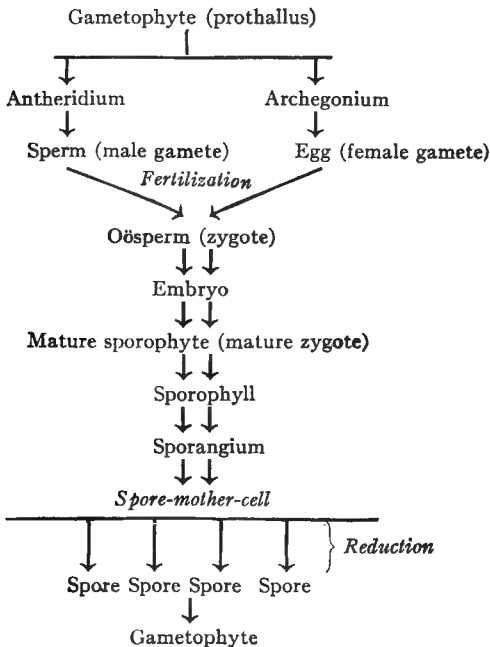 Gametophyte (prothallus)
Antheridium Archegonium
Sperm (male gamete) Egg (female gamete)
Fertilization
Oösperm (zygote)
Embryo
Mature sporophyte (mature zygote)
Sporophyll
Sporangium
Spore-mother-cell
Reduction
Spore Spore Spore Spore
Gametophyte